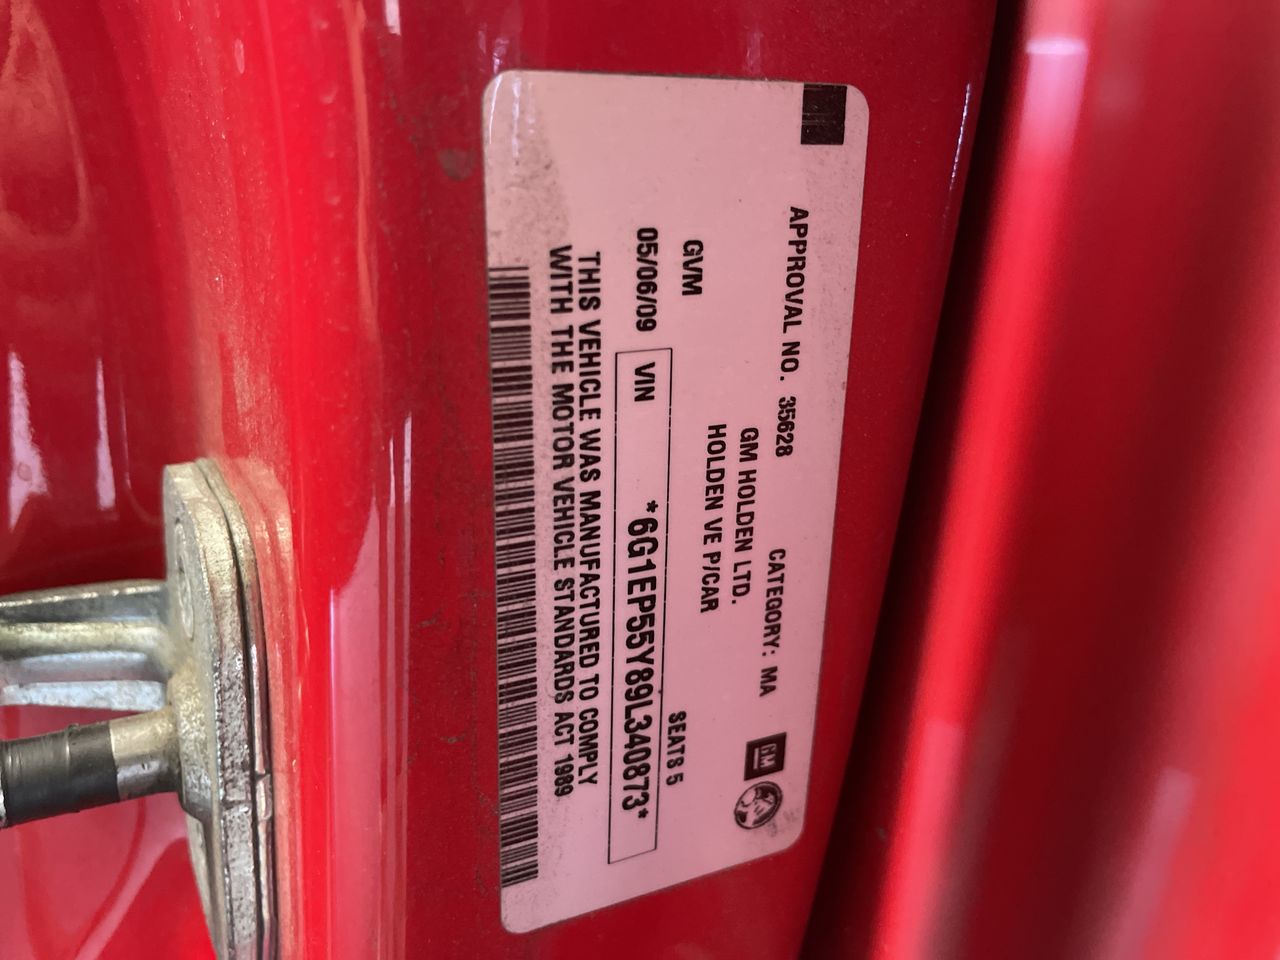 APPROVAL NO. 35628 CATEGORY: MA
GM
GM HOLDEN LTD.
HOLDEN VE P/CAR
GVM SEATS 5
05/06/09 VIN *6G1EP55Y89L340873*
THIS VEHICLE WAS MANUFACTURED TO COMPLY
WITH THE MOTOR VEHICLE STANDARDS ACT 1989